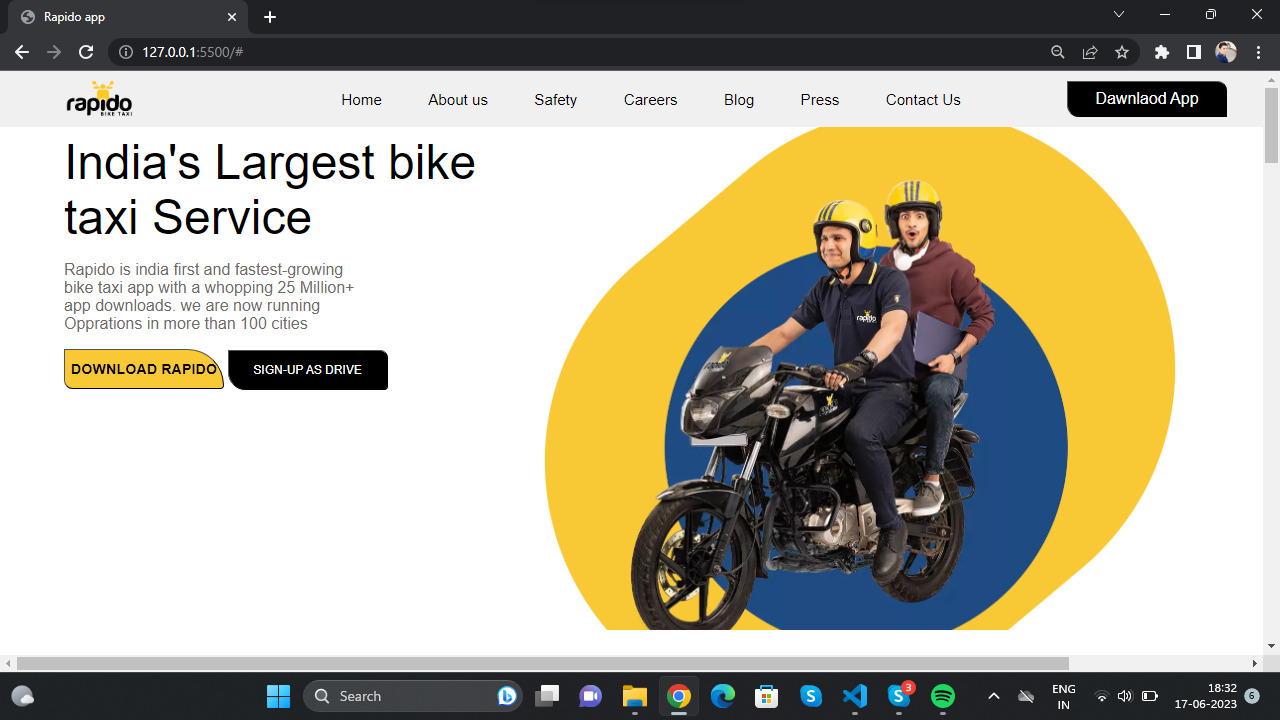 Rapido app
127.0.0.1:5500/#
rapido
BIKE TAXI
Home About us Safety Careers Blog Press Contact Us
Dawnlaod App
India's Largest bike
taxi Service
Rapido is india first and fastest-growing
bike taxi app with a whopping 25 Million+
app downloads. we are now running
Opprations in more than 100 cities
DOWNLOAD RAPIDO SIGN-UP AS DRIVE
rapido
Search
3
ENG
IN
18:32
17-06-2023
6